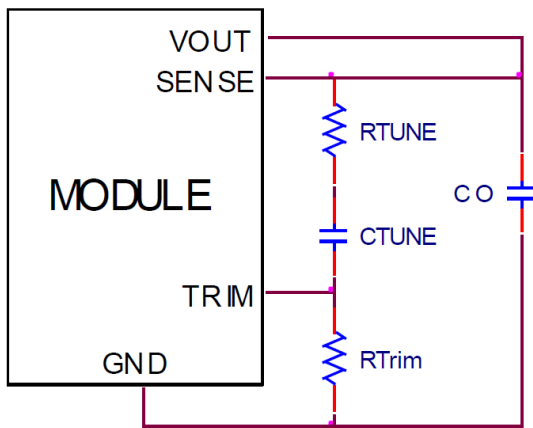 VOUT
SENSE
RTUNE
MODULE
CO
CTUNE
TRIM
GND
RTrim